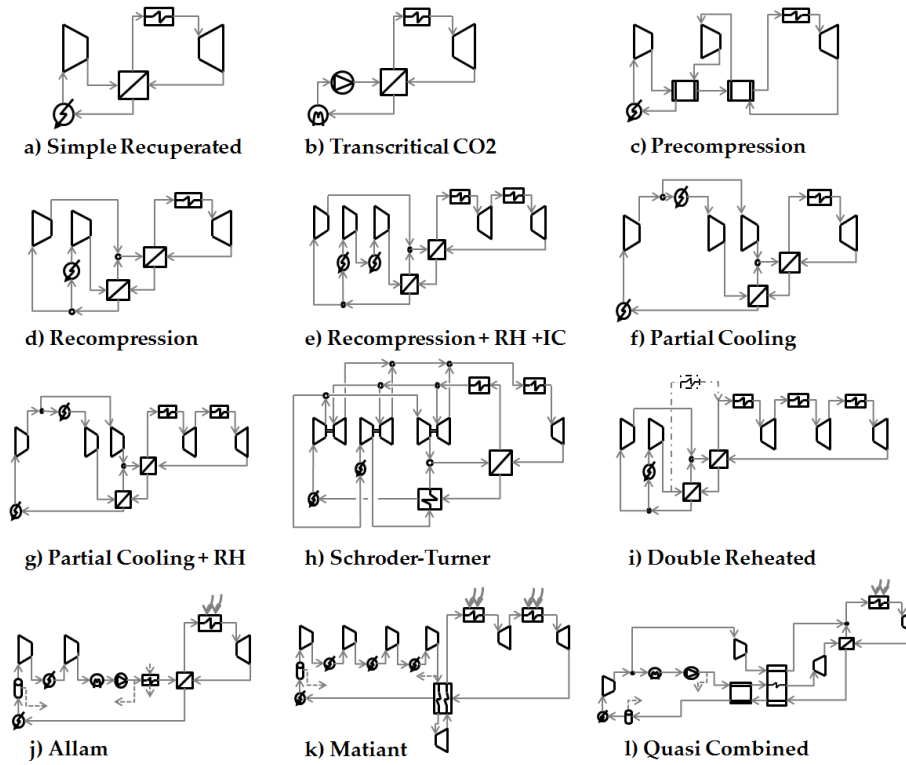 a) Simple Recuperated
b) Transcritical CO2
c) Precompression
d) Recompression
e) Recompression + RH +IC
f) Partial Cooling
g) Partial Cooling + RH
h) Schroder-Turner
i) Double Reheated
j) Allam
k) Matiant
l) Quasi Combined